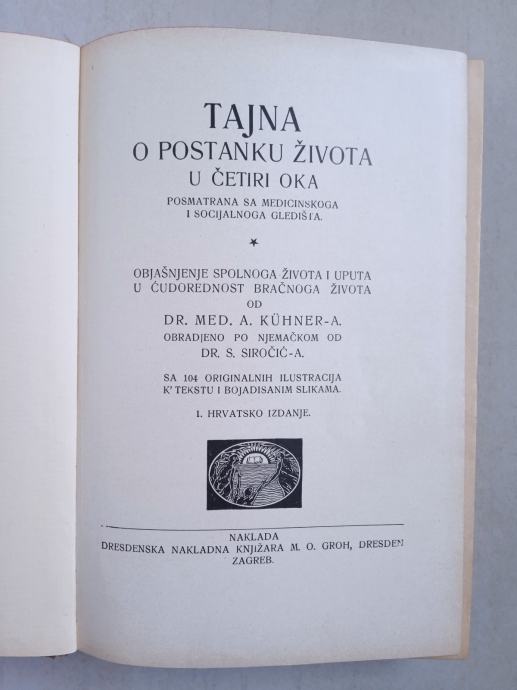 TAJNA
O POSTANKU ŽIVOTA
U ČETIRI OKA
POSMATRANA SA MEDICINSKOGA
I SOCIJALNOGA GLEDIŠTA.
OBJAŠNJENJE SPOLNOGA ŽIVOTA I UPUTA
U ĆUDOREDNOST BRAČNOGA ŽIVOTA
OD
DR. MED. A. KÜHNER-A.
OBRADJENO PO NJEMAČKOM OD
DR. S. SIROČIĆ-A.
SA 104 ORIGINALNIH ILUSTRACIJA
K' TEKSTU I BOJADISANIM SLIKAMA.
I. HRVATSKO IZDANJE.
NAKLADA
DRESDENSKA NAKLADNA KNJIŽARA M. O. GROH, DRESDEN
ZAGREB.